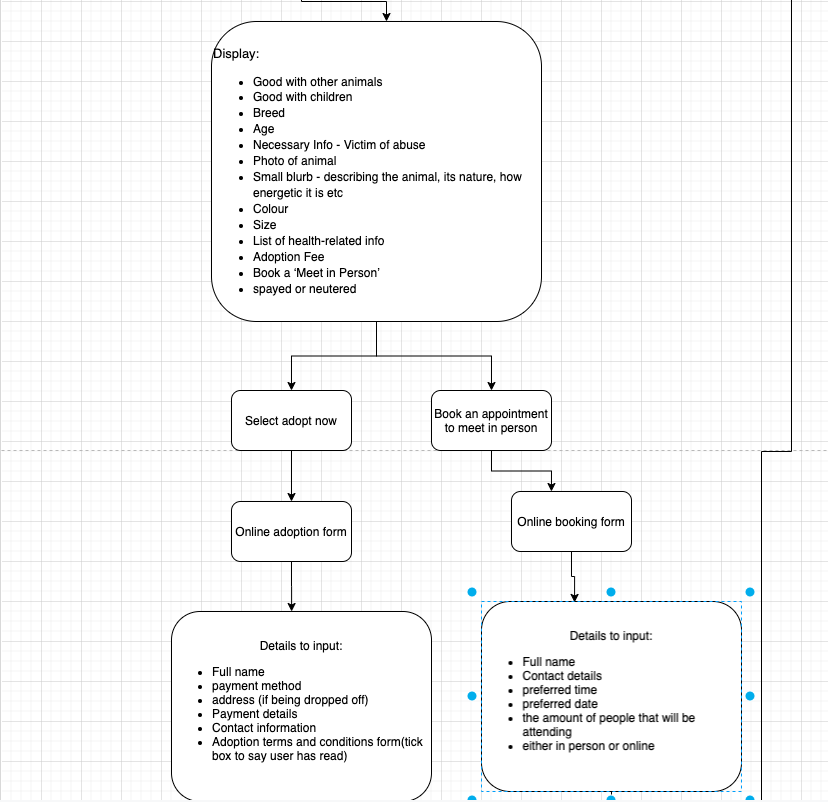 Display:
Good with other animals
Good with children
Breed
Age
Necessary Info - Victim of abuse
Photo of animal
Small blurb - describing the animal, its nature, how
energetic it is etc
Colour
Size
List of health-related info
Adoption Fee
Book a ‘Meet in Person’
spayed or neutered
Select adopt now
Book an appointment
to meet in person
Online adoption form
Online booking form
Details to input:
Full name
payment method
address (if being dropped off)
Payment details
Contact information
Adoption terms and conditions form(tick
box to say user has read)
Details to input:
Full name
Contact details
preferred time
preferred date
the amount of people that will be
attending
either in person or online